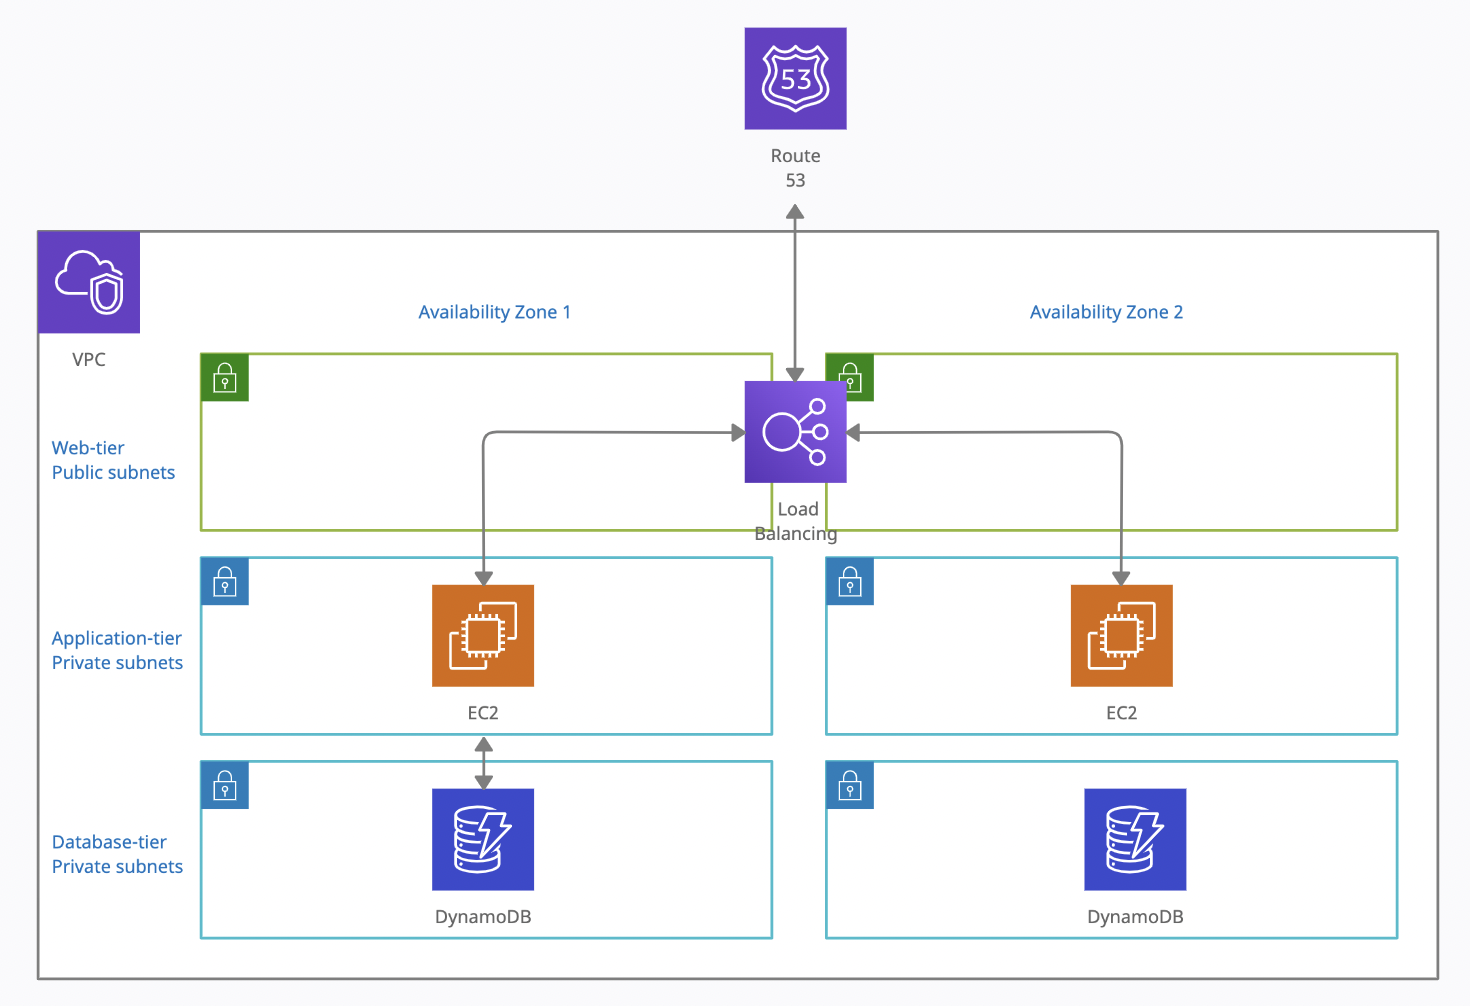 53
Route
53
VPC
Availability Zone 1
Availability Zone 2
Web-tier
Public subnets
Load
Balancing
Application-tier
Private subnets
EC2
EC2
Database-tier
Private subnets
DynamoDB
DynamoDB